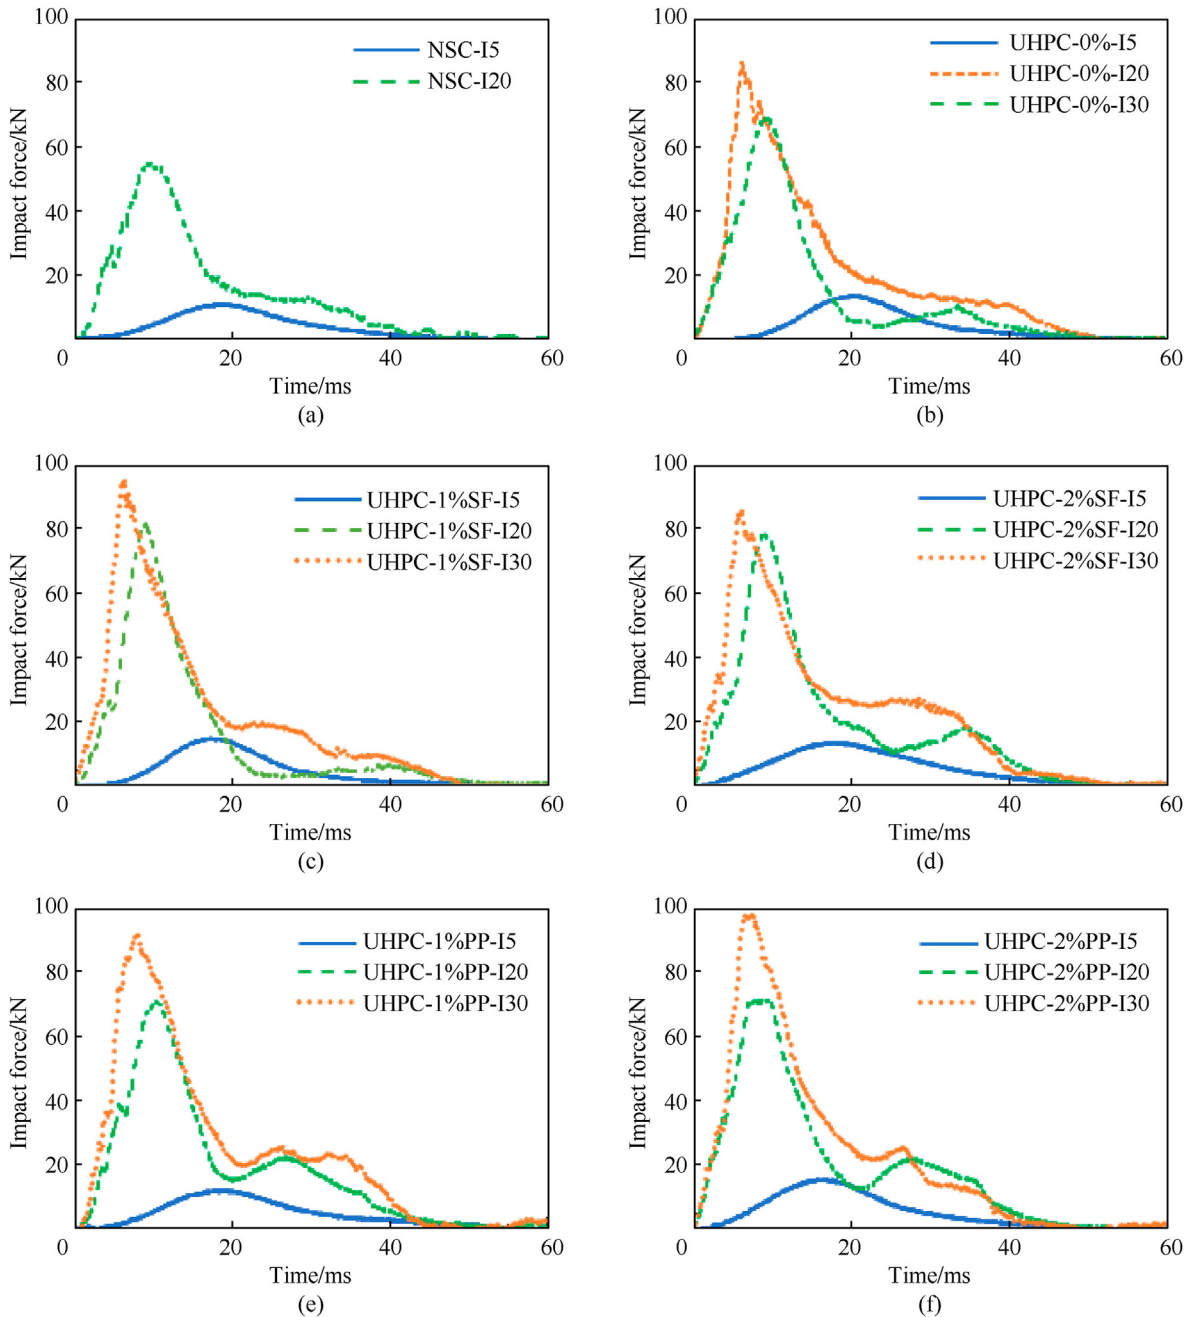 100
80
60
40
20
0
20
40
60
Impact force/kN
Time/ms
NSC-I5
NSC-I20
(a)
100
80
60
40
20
0
20
40
60
Impact force/kN
Time/ms
UHPC-0%-I5
UHPC-0%-I20
UHPC-0%-I30
(b)
100
80
60
40
20
0
20
40
60
Impact force/kN
Time/ms
UHPC-1%SF-I5
UHPC-1%SF-I20
UHPC-1%SF-I30
(c)
100
80
60
40
20
0
20
40
60
Impact force/kN
Time/ms
UHPC-2%SF-I5
UHPC-2%SF-I20
UHPC-2%SF-I30
(d)
100
80
60
40
20
0
20
40
60
Impact force/kN
Time/ms
UHPC-1%PP-I5
UHPC-1%PP-I20
UHPC-1%PP-I30
(e)
100
80
60
40
20
0
20
40
60
Impact force/kN
Time/ms
UHPC-2%PP-I5
UHPC-2%PP-I20
UHPC-2%PP-I30
(f)